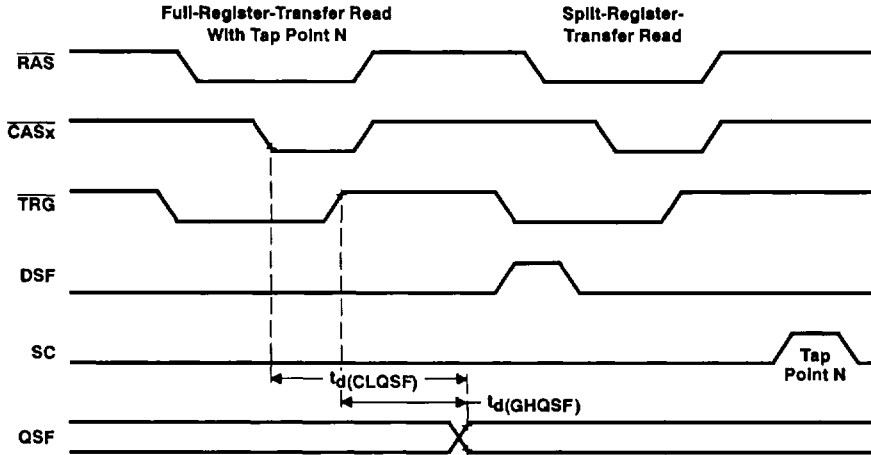 Full-Register-Transfer Read
With Tap Point N
Split-Register-
Transfer Read
RAS
CASx
TRG
DSF
SC
Tap
Point N
td(CLQSF)
td(GHQSF)
QSF